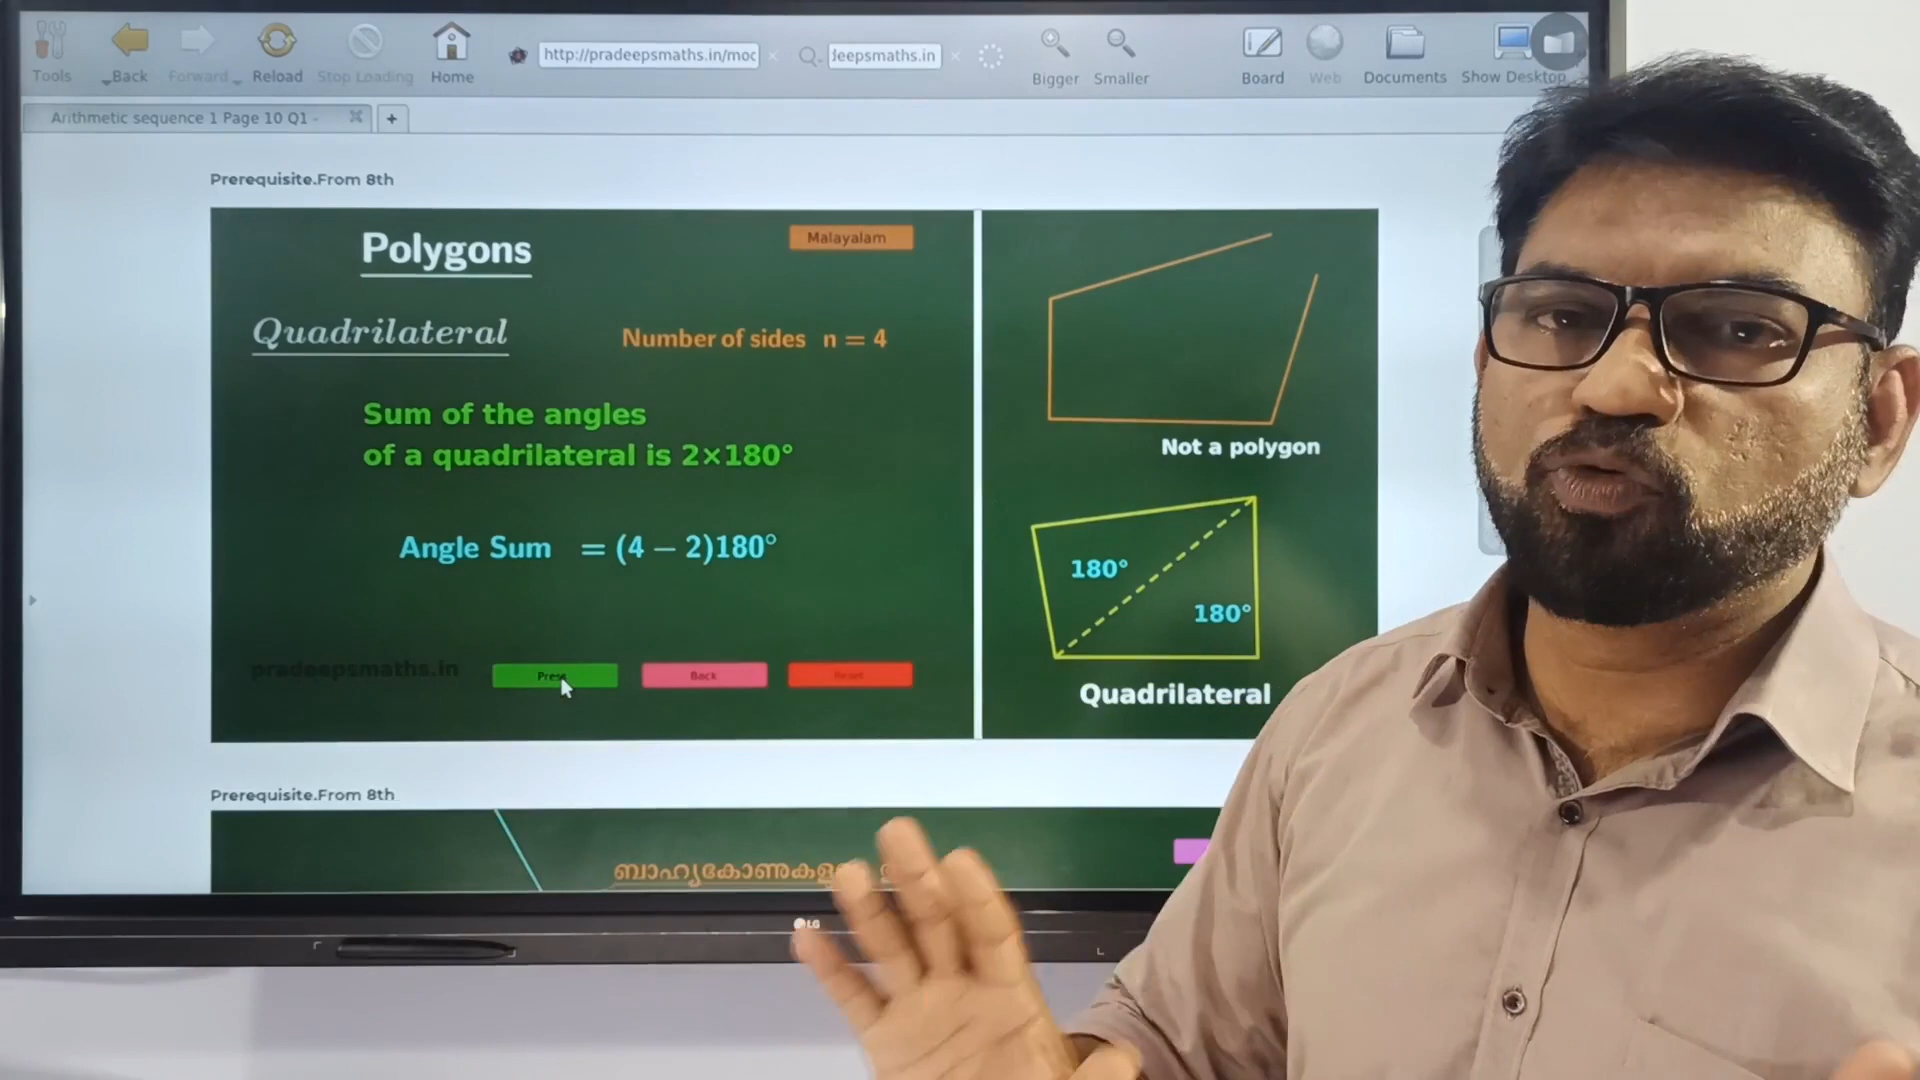 Tools
Back
Forward
Reload
Stop Loading
Home
http://pradeepsmaths.in/moc
deepsmaths.in
Bigger
Smaller
Board
Web
Documents
Show Desktop
Arithmetic sequence 1 Page 10 Q1 -
+
Prerequisite.From 8th
Polygons
Malayalam
Quadrilateral
Number of sides n = 4
Sum of the angles
of a quadrilateral is 2×180°
Angle Sum = (4 − 2)180°
pradeepsmaths.in
Press
Back
Reset
Not a polygon
180°
180°
Quadrilateral
Prerequisite.From 8th
LG